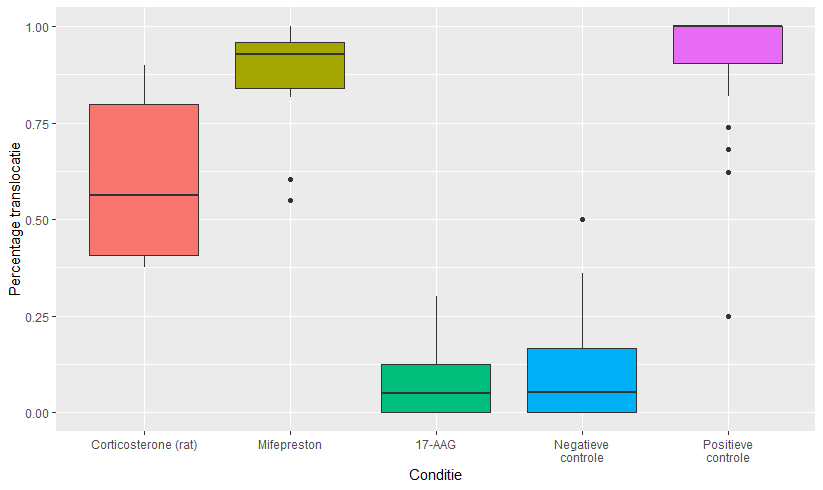 1.00
0.75
0.50
0.25
0.00
Percentage translocatie
Corticosterone (rat)
Mifepreston
17-AAG
Negatieve
controle
Positieve
controle
Conditie